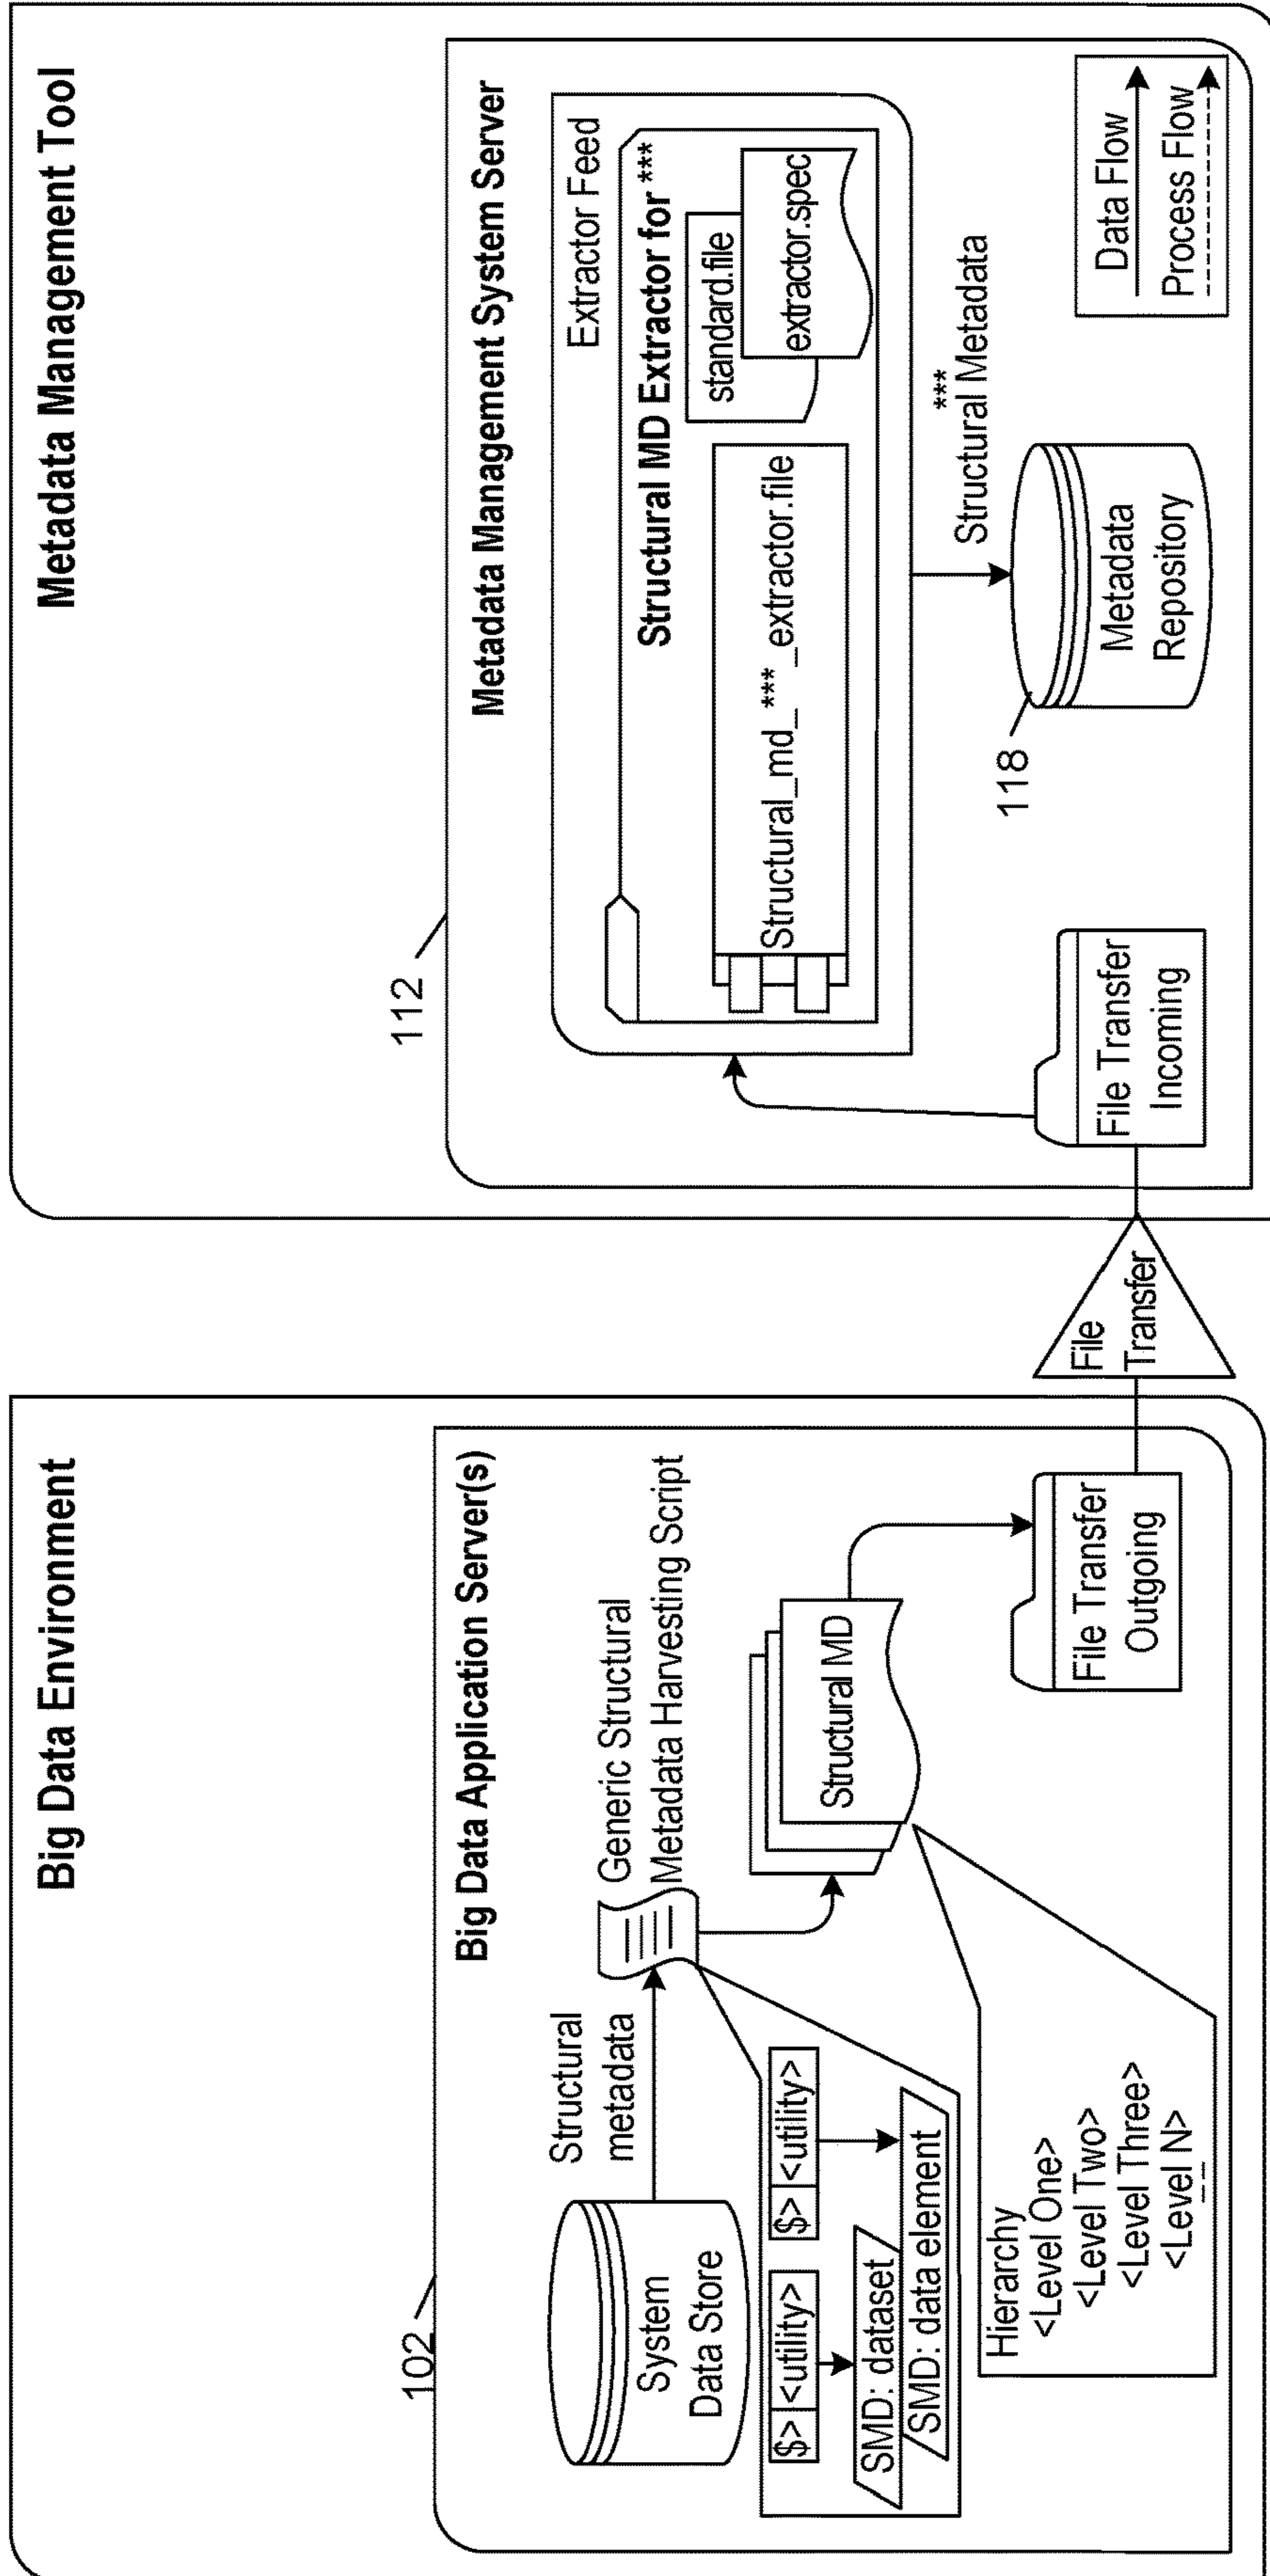 Big Data Environment
102
Big Data Application Server(s)
System
Data Store
Structural
metadata
Generic Structural
Metadata Harvesting Script
$> <utility>
$> <utility>
SMD: dataset
SMD: data element
Structural MD
Hierarchy
<Level One>
<Level Two>
<Level Three>
<Level N>
File Transfer
Outgoing
File
Transfer
Metadata Management Tool
112
Metadata Management System Server
Extractor Feed
Structural MD Extractor for ***
Structural_md_***_extractor.file
standard.file
extractor.spec
File Transfer
Incoming
***
Structural Metadata
118
Metadata
Repository
Data Flow
Process Flow